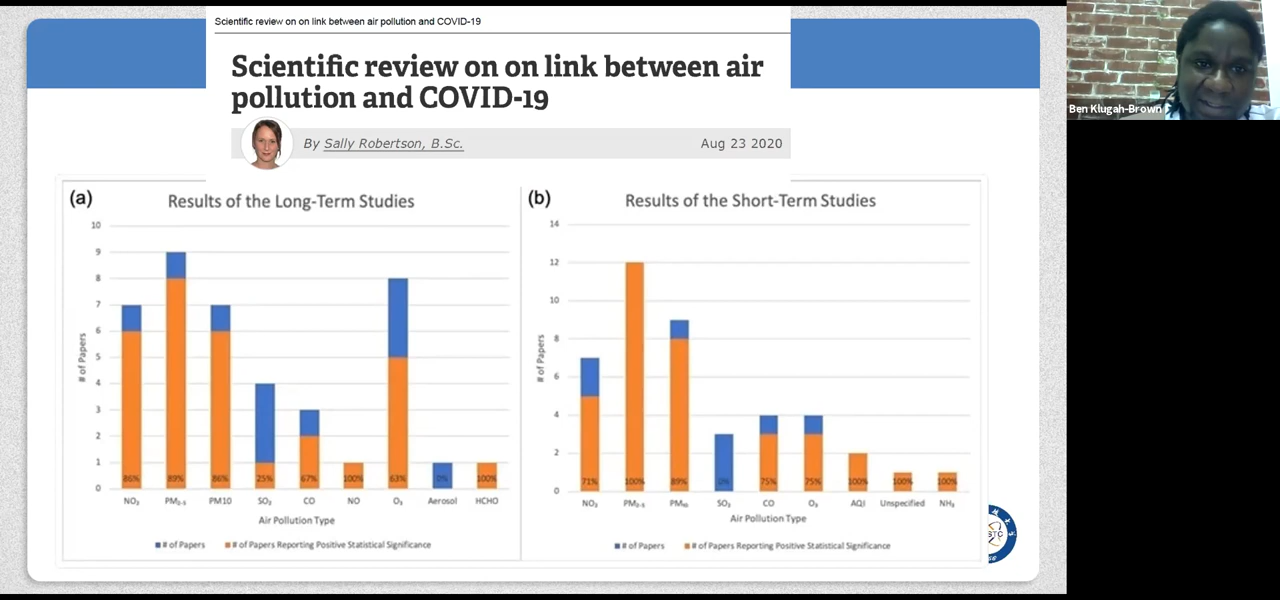 Scientific review on on link between air pollution and COVID-19
Scientific review on on link between air
pollution and COVID-19
By Sally Robertson, B.Sc.
Aug 23 2020
Ben Klugah-Brown
(a)
Results of the Long-Term Studies
10
9
8
7
6
5
4
3
2
1
0
# of Papers
86%
89%
86%
25%
67%
100%
63%
0%
100%
NO₂
PM₂.₅
PM10
SO₂
CO
NO
O₃
Aerosol
HCHO
Air Pollution Type
# of Papers
# of Papers Reporting Positive Statistical Significance
(b)
Results of the Short-Term Studies
14
12
10
8
6
4
2
0
# of Papers
71%
100%
89%
0%
75%
75%
100%
100%
100%
NO₂
PM₂.₅
PM₁₀
SO₂
CO
O₃
AQI
Unspecified
NH₃
Air Pollution Type
# of Papers
# of Papers Reporting Positive Statistical Significance